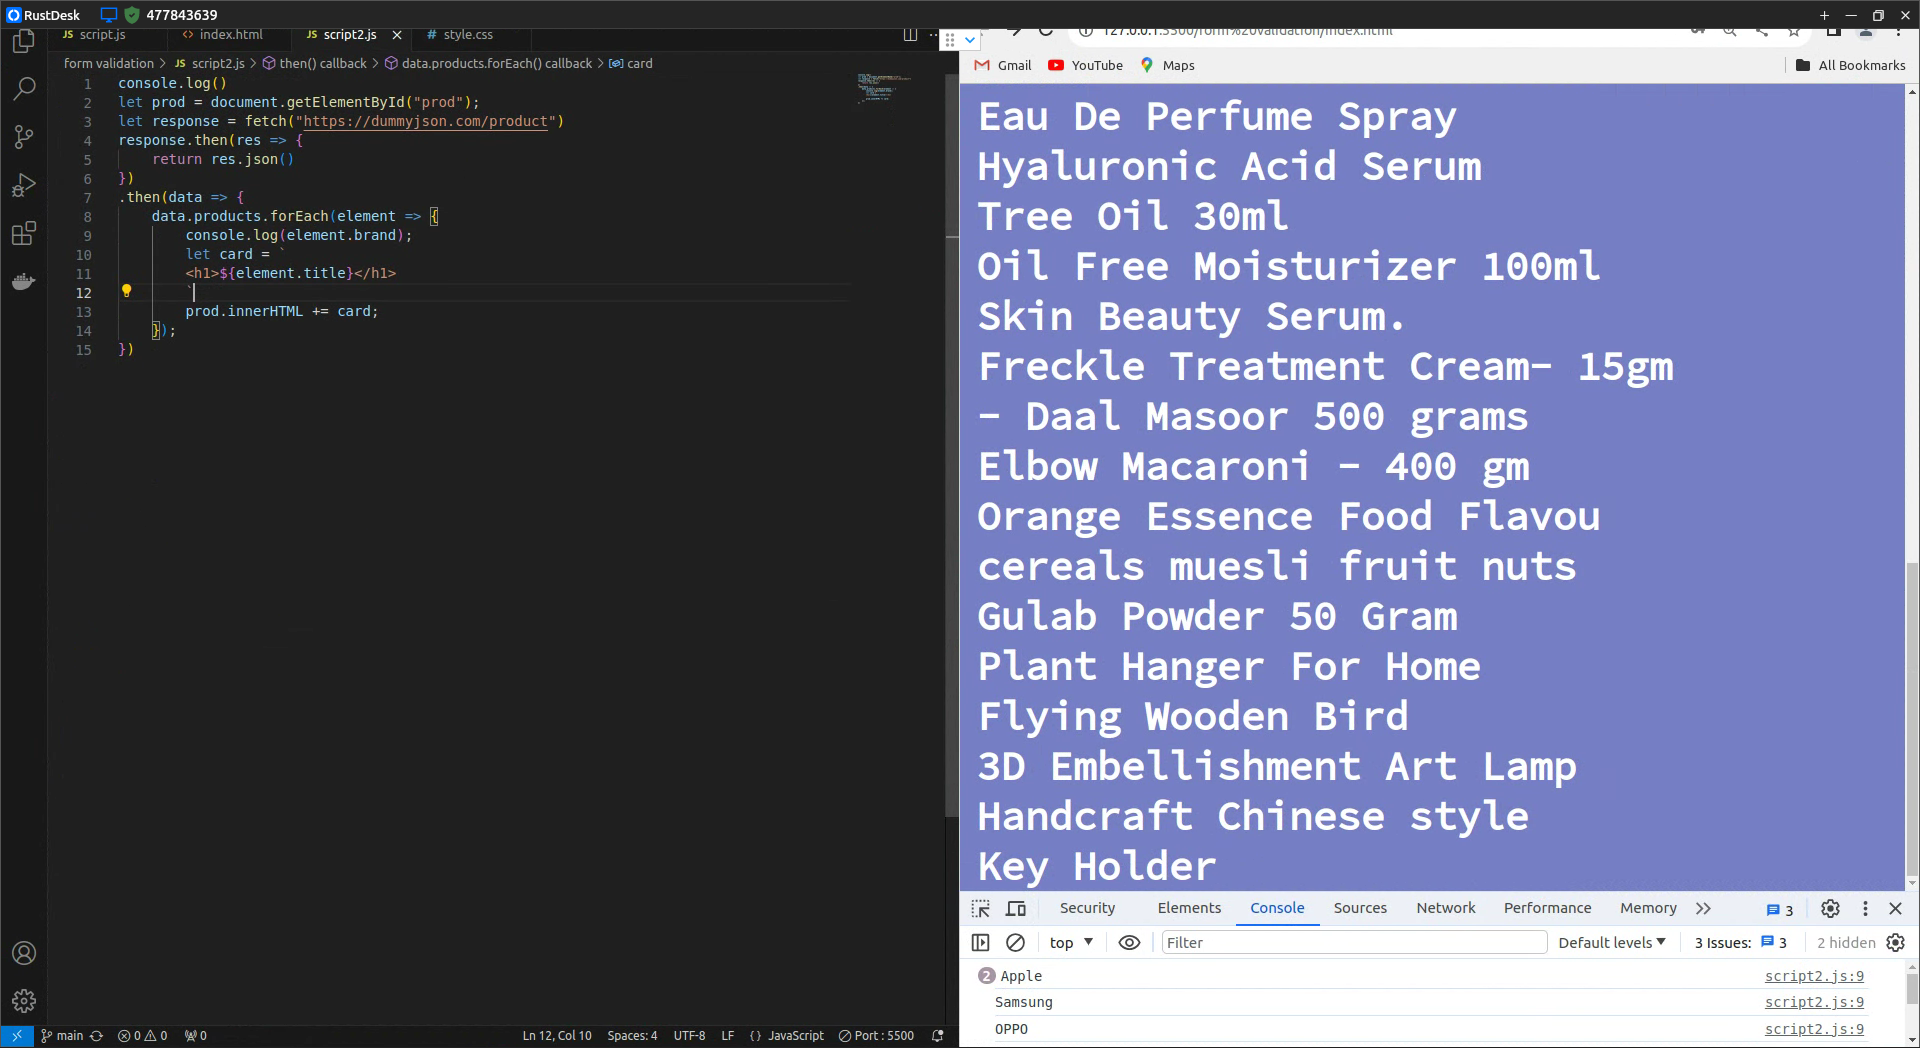 RustDesk 477843639
script.js index.html script2.js style.css
127.0.0.1:5500/form%20validation/index.html
form validation > JS script2.js > then() callback > data.products.forEach() callback > card
Gmail YouTube Maps All Bookmarks
1 console.log()
2 let prod = document.getElementById("prod");
3 let response = fetch("https://dummyjson.com/product")
4 response.then(res => {
5 return res.json()
6 })
7 .then(data => {
8 data.products.forEach(element => {
9 console.log(element.brand);
10 let card = `
11 <h1>${element.title}</h1>
12 `
13 prod.innerHTML += card;
14 });
15 })
Eau De Perfume Spray
Hyaluronic Acid Serum
Tree Oil 30ml
Oil Free Moisturizer 100ml
Skin Beauty Serum.
Freckle Treatment Cream- 15gm
- Daal Masoor 500 grams
Elbow Macaroni - 400 gm
Orange Essence Food Flavou
cereals muesli fruit nuts
Gulab Powder 50 Gram
Plant Hanger For Home
Flying Wooden Bird
3D Embellishment Art Lamp
Handcraft Chinese style
Key Holder
Security Elements Console Sources Network Performance Memory 3
top Filter Default levels 3 Issues: 3 2 hidden
2 Apple script2.js:9
Samsung script2.js:9
OPPO script2.js:9
main 0 0 0 Ln 12, Col 10 Spaces: 4 UTF-8 LF {} JavaScript Port : 5500